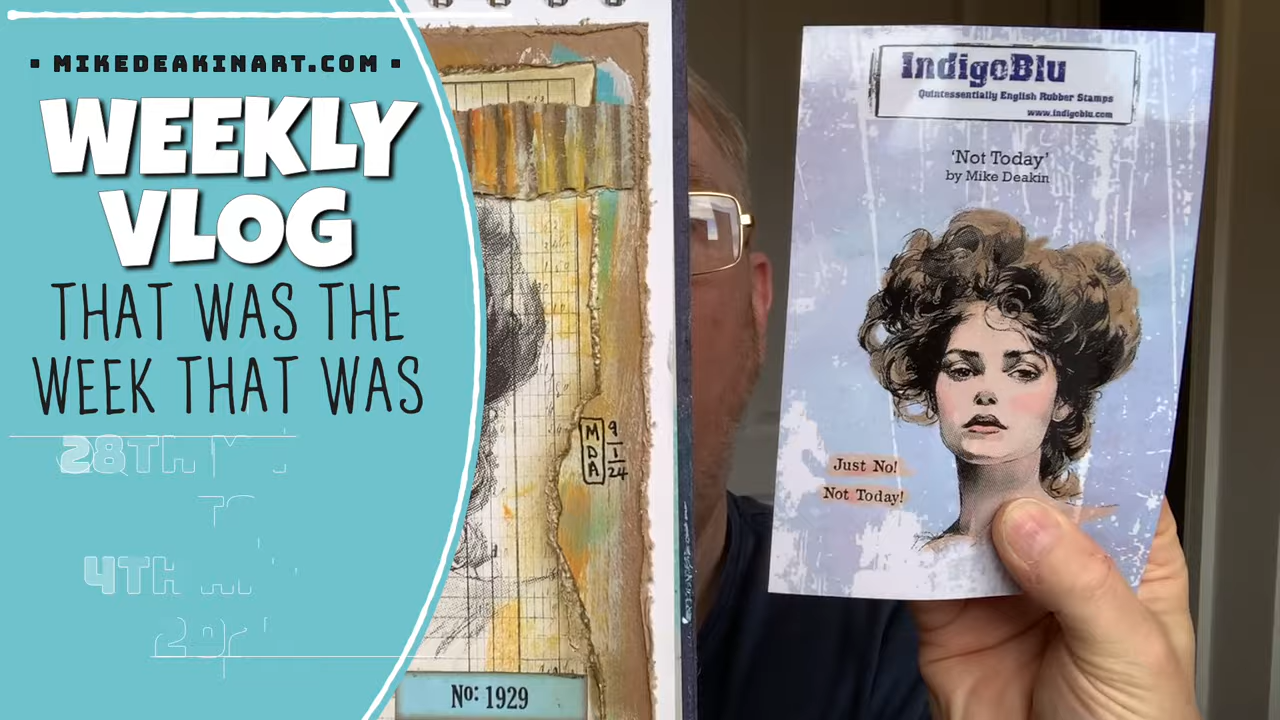 ▪ MIKEDEAKINART.COM ▪
WEEKLY
VLOG
THAT WAS THE
WEEK THAT WAS
28TH
4TH
IndigoBlu
Quintessentially English Rubber Stamps
www.indigoblu.com
‘Not Today’
by Mike Deakin
Just No!
Not Today!
MDA
9
1
24
No: 1929